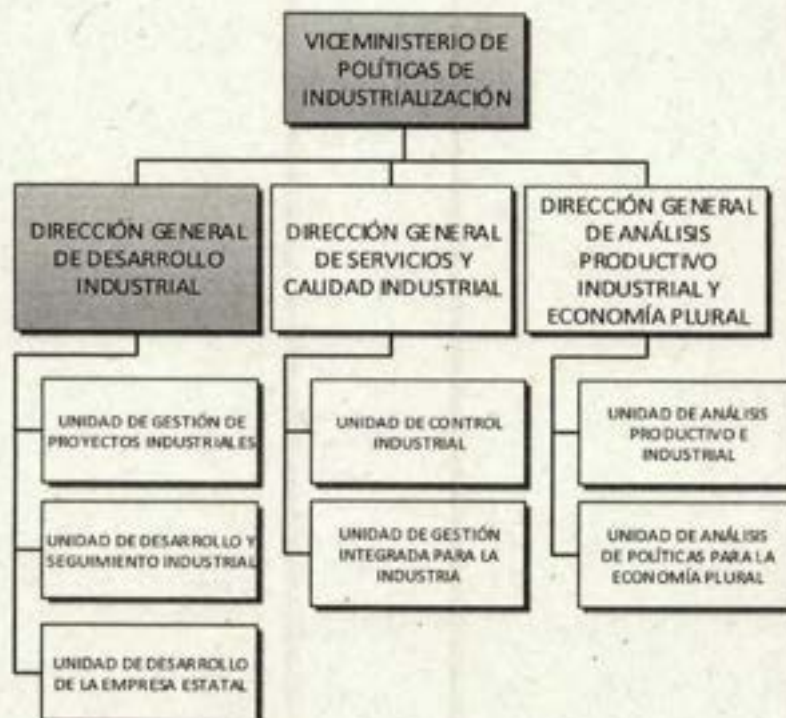 VICEMINISTERIO DE
POLÍTICAS DE
INDUSTRIALIZACIÓN
DIRECCIÓN GENERAL
DE DESARROLLO
INDUSTRIAL
DIRECCIÓN GENERAL
DE SERVICIOS Y
CALIDAD INDUSTRIAL
DIRECCIÓN GENERAL
DE ANÁLISIS
PRODUCTIVO
INDUSTRIAL Y
ECONOMÍA PLURAL
UNIDAD DE GESTIÓN DE
PROYECTOS INDUSTRIALES
UNIDAD DE DESARROLLO Y
SEGUIMIENTO INDUSTRIAL
UNIDAD DE DESARROLLO
DE LA EMPRESA ESTATAL
UNIDAD DE CONTROL
INDUSTRIAL
UNIDAD DE GESTIÓN
INTEGRADA PARA LA
INDUSTRIA
UNIDAD DE ANÁLISIS
PRODUCTIVO E
INDUSTRIAL
UNIDAD DE ANÁLISIS
DE POLÍTICAS PARA LA
ECONOMÍA PLURAL